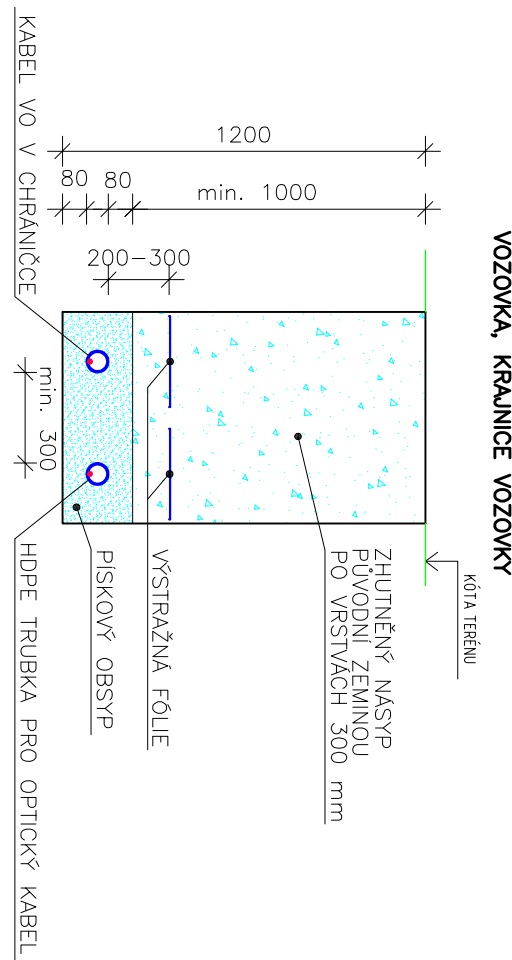 VOZOVKA, KRAJNICE VOZOVKY
KÓTA TERÉNU
1200
min. 1000
80
80
200-300
min. 300
ZHUTNĚNÝ NÁSYP
PŮVODNÍ ZEMINOU
PO VRSTVÁCH 300 mm
VÝSTRAŽNÁ FÓLIE
PÍSKOVÝ OBSYP
KABEL VO V CHRÁNIČCE
HDPE TRUBKA PRO OPTICKÝ KABEL